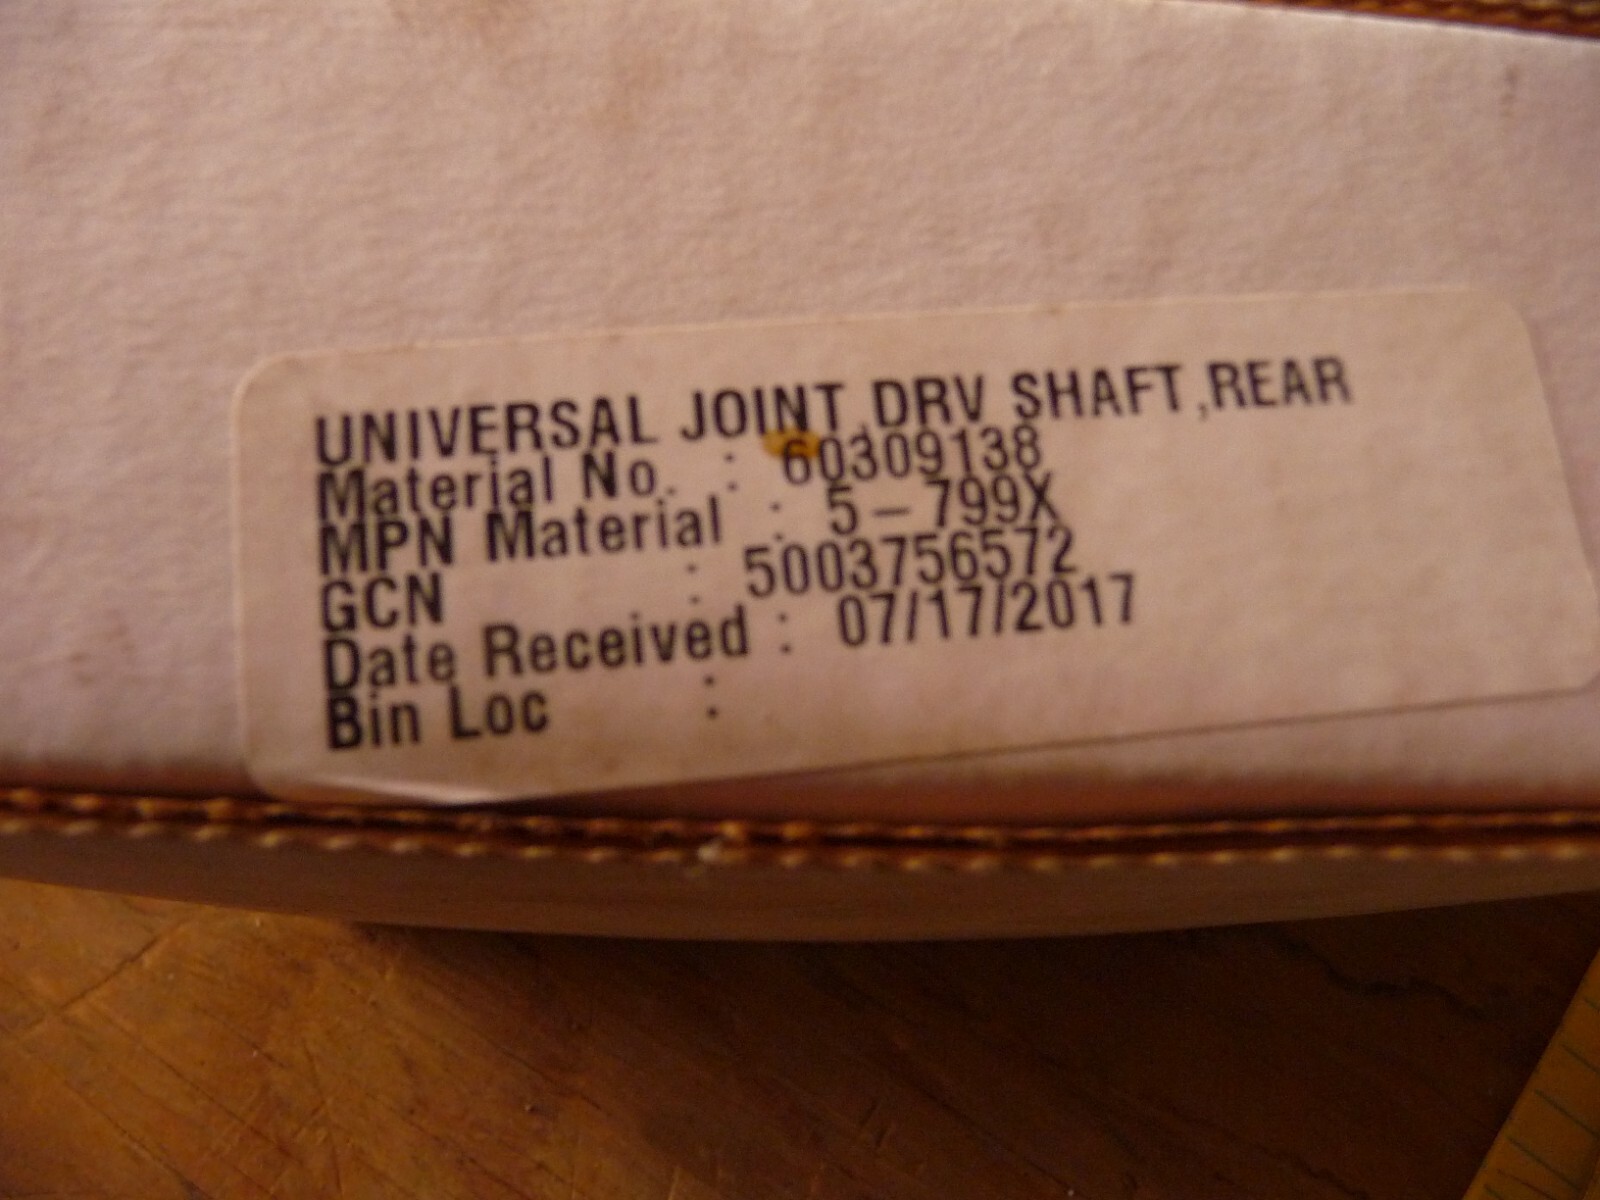 UNIVERSAL JOINT,DRV SHAFT,REAR
Material No. : 60309138
MPN Material : 5-799X
GCN : 5003756572
Date Received : 07/17/2017
Bin Loc :